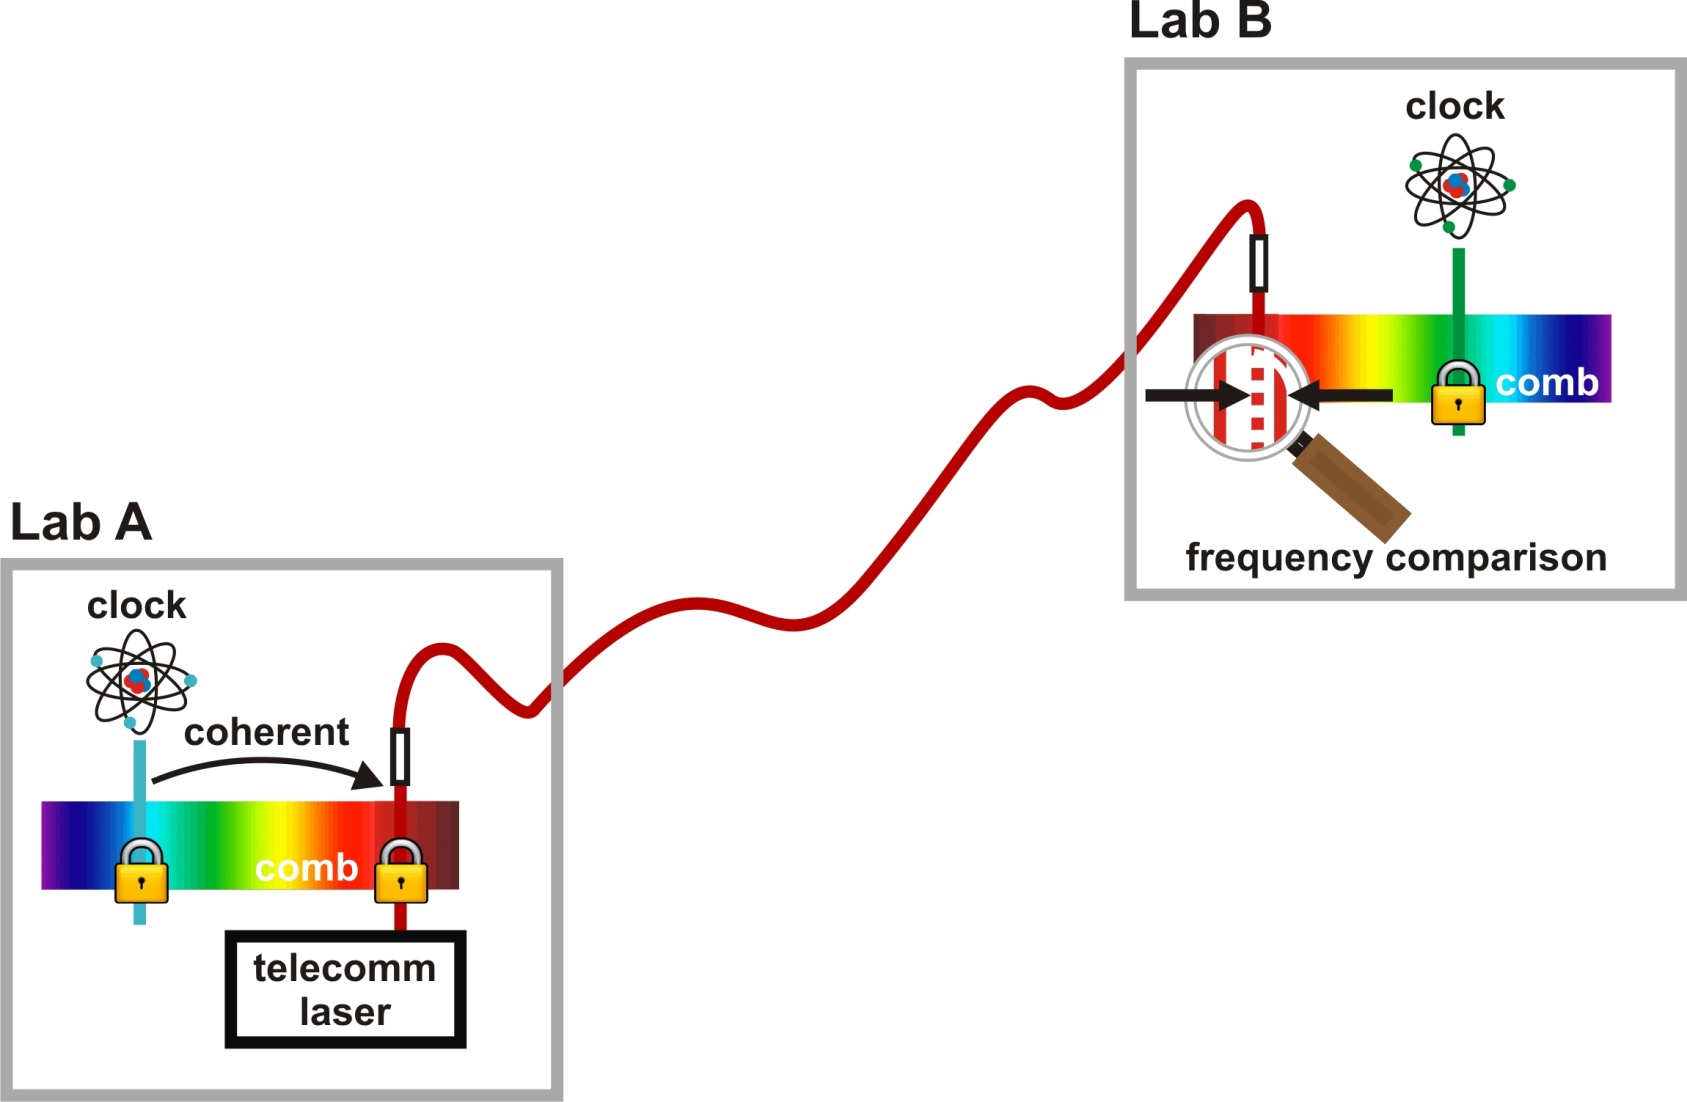 Lab B
clock
comb
frequency comparison
Lab A
clock
coherent
comb
telecomm
laser